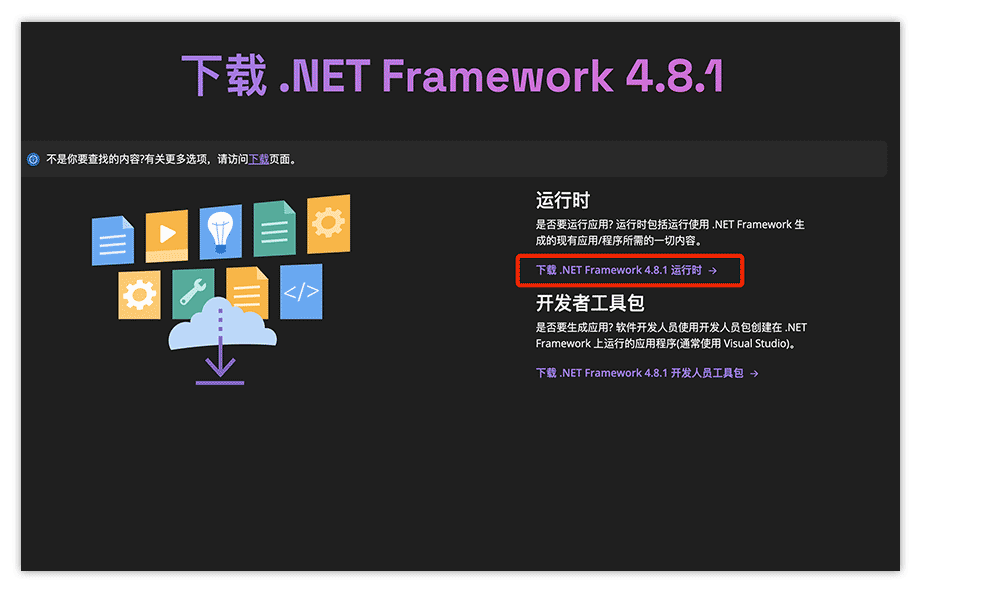 下载 .NET Framework 4.8.1
不是你要查找的内容?有关更多选项，请访问下载页面。
运行时
是否要运行应用? 运行时包括运行使用 .NET Framework 生
成的现有应用/程序所需的一切内容。
下载 .NET Framework 4.8.1 运行时 →
开发者工具包
是否要生成应用? 软件开发人员使用开发人员包创建在 .NET
Framework 上运行的应用程序(通常使用 Visual Studio)。
下载 .NET Framework 4.8.1 开发人员工具包 →